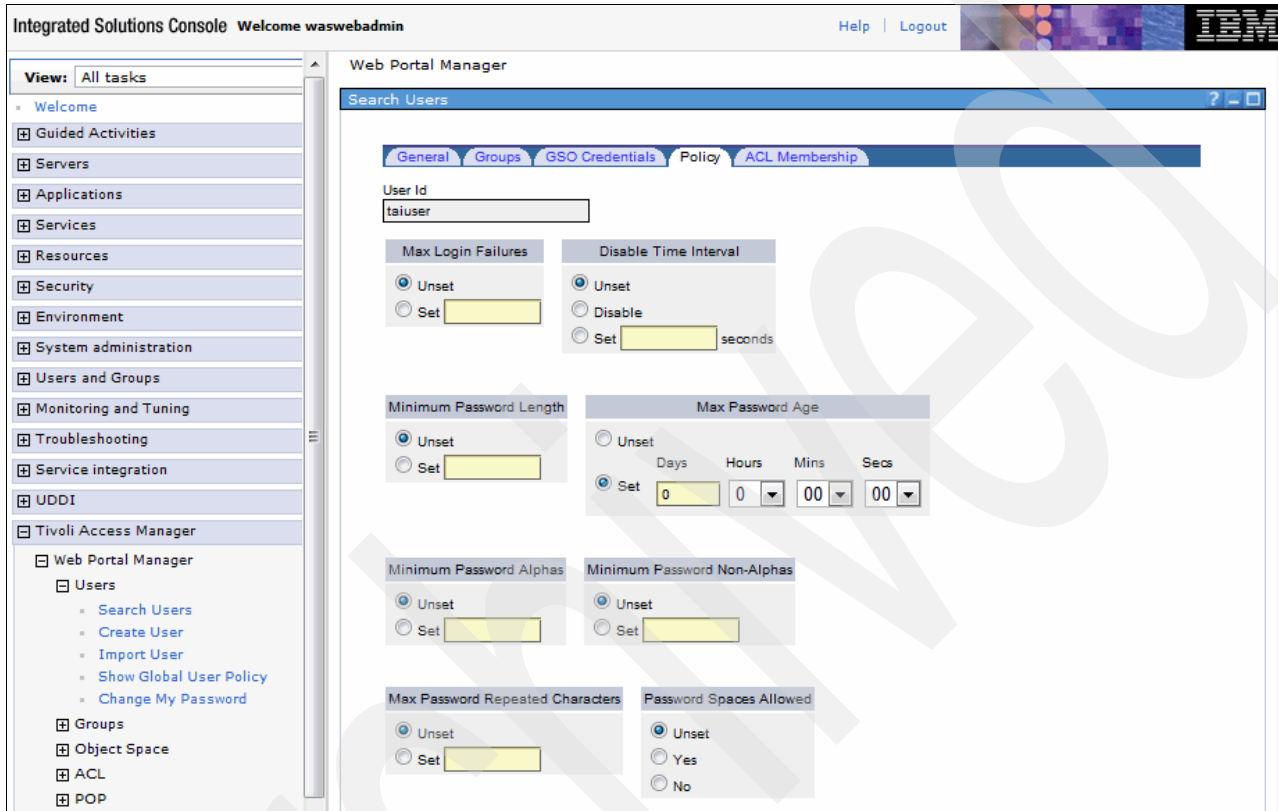 Integrated Solutions Console Welcome waswebadmin
Help | Logout
IBM
View: All tasks
Welcome
Guided Activities
Servers
Applications
Services
Resources
Security
Environment
System administration
Users and Groups
Monitoring and Tuning
Troubleshooting
Service integration
UDDI
Tivoli Access Manager
Web Portal Manager
Users
Search Users
Create User
Import User
Show Global User Policy
Change My Password
Groups
Object Space
ACL
POP
Web Portal Manager
Search Users
General Groups GSO Credentials Policy ACL Membership
User Id
taiuser
Max Login Failures
Unset
Set
Disable Time Interval
Unset
Disable
Set seconds
Minimum Password Length
Unset
Set
Max Password Age
Unset
Days Hours Mins Secs
Set 0 0 00 00
Minimum Password Alphas
Unset
Set
Minimum Password Non-Alphas
Unset
Set
Max Password Repeated Characters
Unset
Set
Password Spaces Allowed
Unset
Yes
No